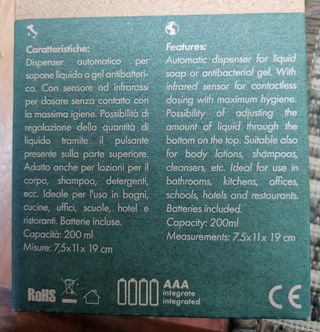 Caratteristiche:
Dispenser automatico per
sapone liquido o gel antibatteri-
co. Con sensore ad infrarossi
per dosare senza contatto con
la massima igiene. Possibilità di
regolazione della quantità di
liquido tramite il pulsante
presente sulla parte superiore.
Adatto anche per lozioni per il
corpo, shampoo, detergenti,
ecc. Ideale per l'uso in bagni,
cucine, uffici, scuole, hotel e
ristoranti. Batterie incluse.
Capacità: 200 ml
Misure: 7,5x11x 19 cm
Features:
Automatic dispenser for liquid
soap or antibacterial gel. With
infrared sensor for contactless
dosing with maximum hygiene.
Possibility of adjusting the
amount of liquid through the
bottom on the top. Suitable also
for body lotions, shampoos,
cleansers, etc. Ideal for use in
bathrooms, kitchens, offices,
schools, hotels and restaurants.
Batteries included.
Capacity: 200ml
Measurements: 7.5x11x 19 cm
RoHS
AAA
integrate
integrated
CE